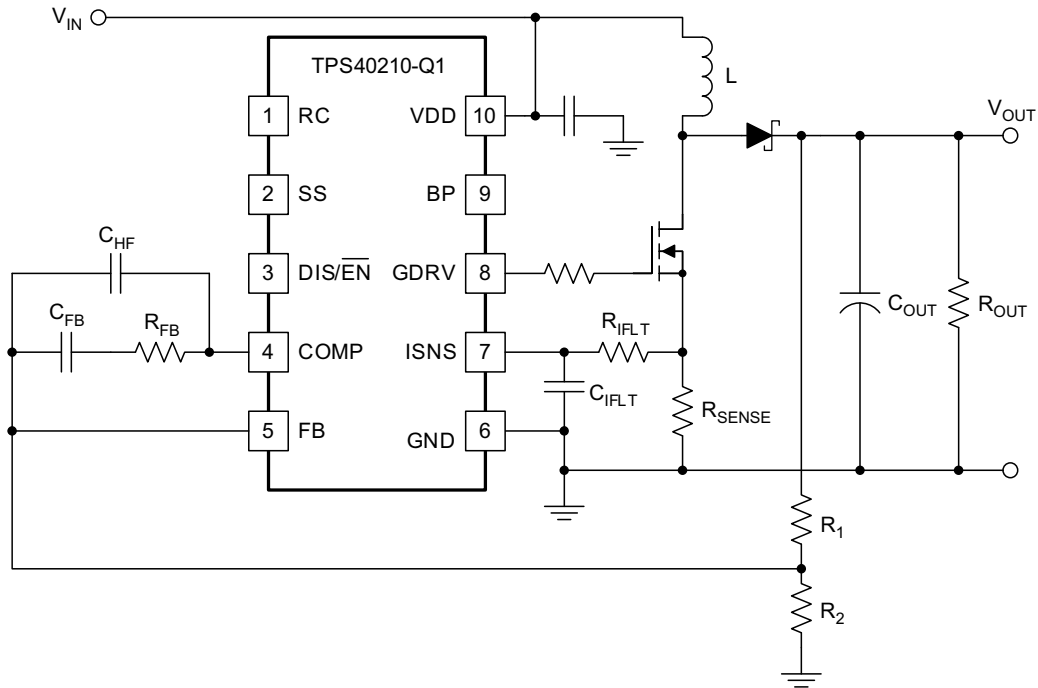 V_IN
TPS40210-Q1
1 RC
VDD 10
L
V_OUT
2 SS
BP 9
C_HF
3 DIS/EN
GDRV 8
C_FB
R_FB
R_IFLT
C_OUT
R_OUT
4 COMP
ISNS 7
C_IFLT
R_SENSE
5 FB
GND 6
R_1
R_2